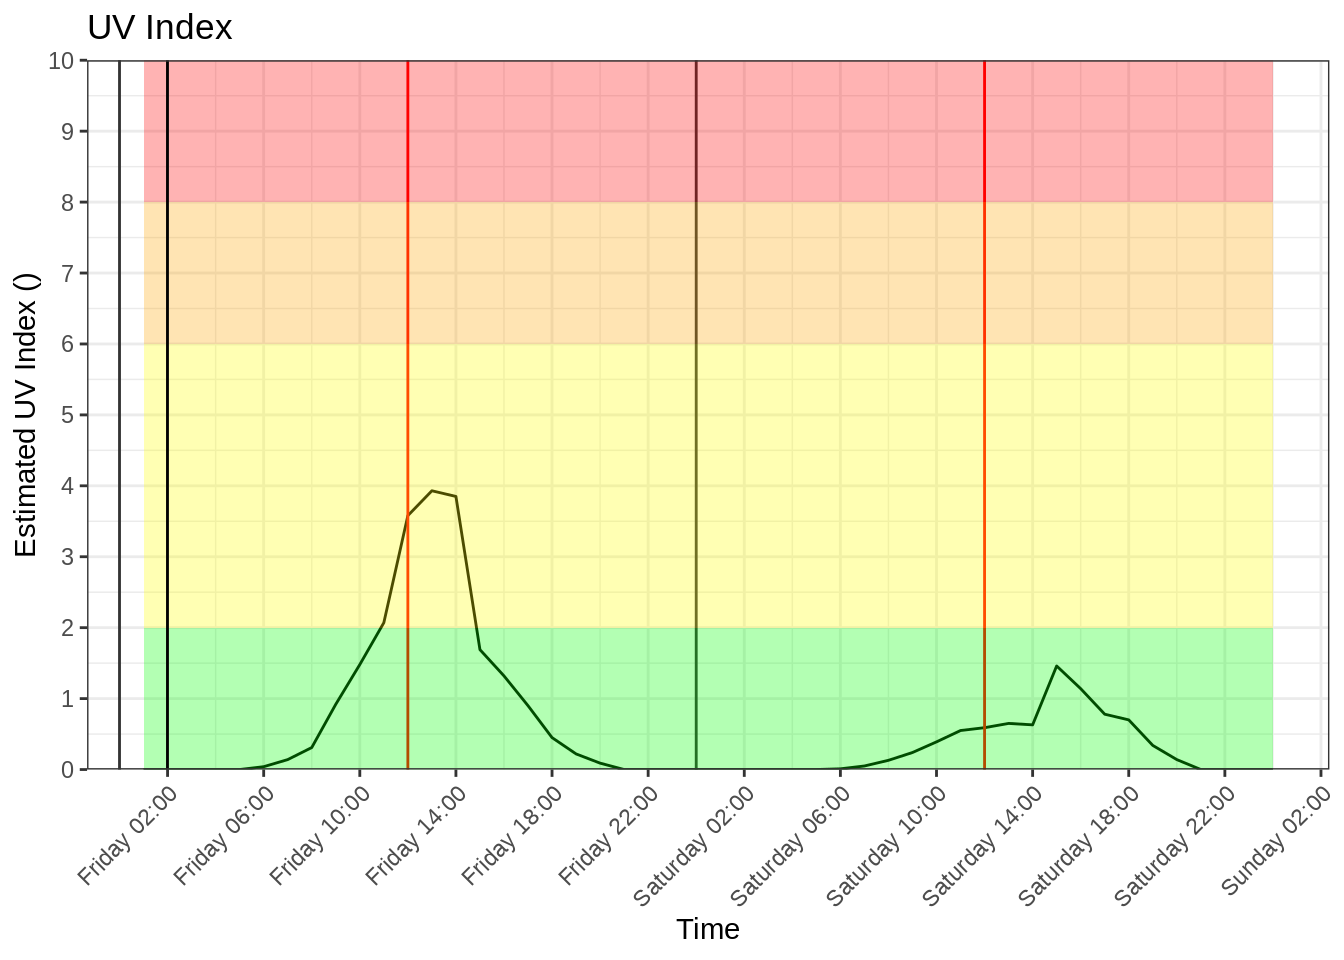 UV Index
10
9
8
7
6
5
4
3
2
1
0
Estimated UV Index ()
Friday 02:00
Friday 06:00
Friday 10:00
Friday 14:00
Friday 18:00
Friday 22:00
Saturday 02:00
Saturday 06:00
Saturday 10:00
Saturday 14:00
Saturday 18:00
Saturday 22:00
Sunday 02:00
Time